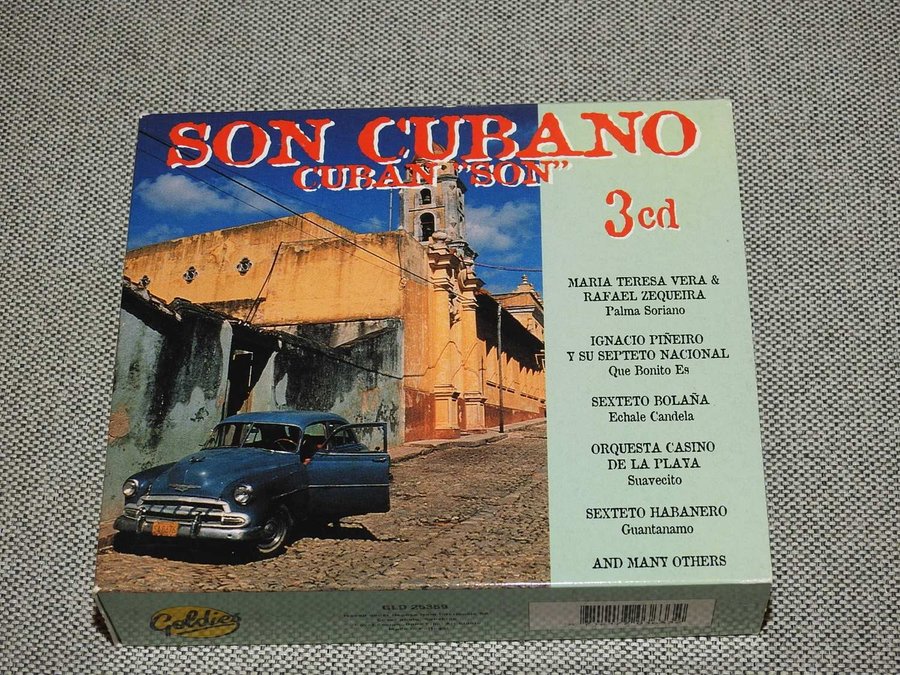 SON CUBANO
CUBAN "SON"
3cd
MARIA TERESA VERA &
RAFAEL ZEQUEIRA
Palma Soriano
IGNACIO PIÑEIRO
Y SU SEPTETO NACIONAL
Que Bonito Es
SEXTETO BOLAÑA
Echale Candela
ORQUESTA CASINO
DE LA PLAYA
Suavecito
SEXTETO HABANERO
Guantanamo
AND MANY OTHERS
Goldies
GLD 25359